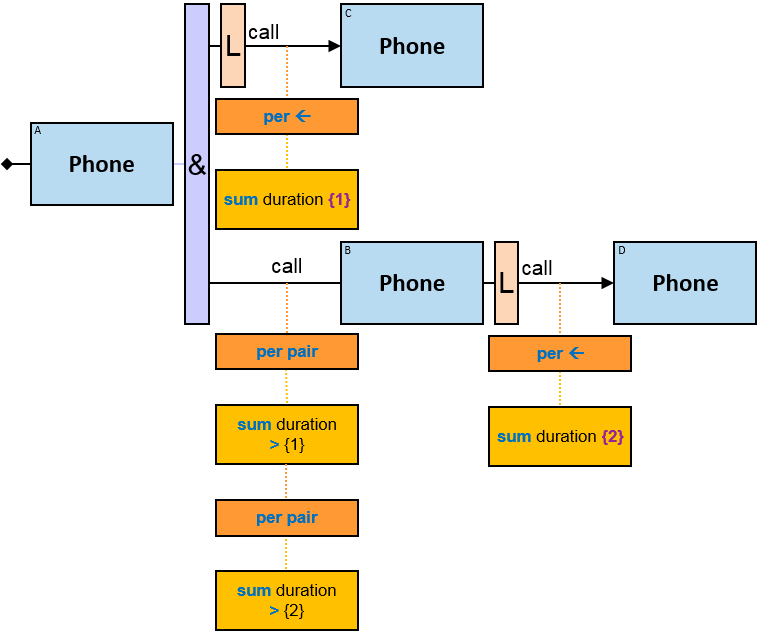 A
Phone
&
L
call
C
Phone
per ←
sum duration {1}
call
B
Phone
L
call
D
Phone
per pair
sum duration
> {1}
per pair
sum duration
> {2}
per ←
sum duration {2}